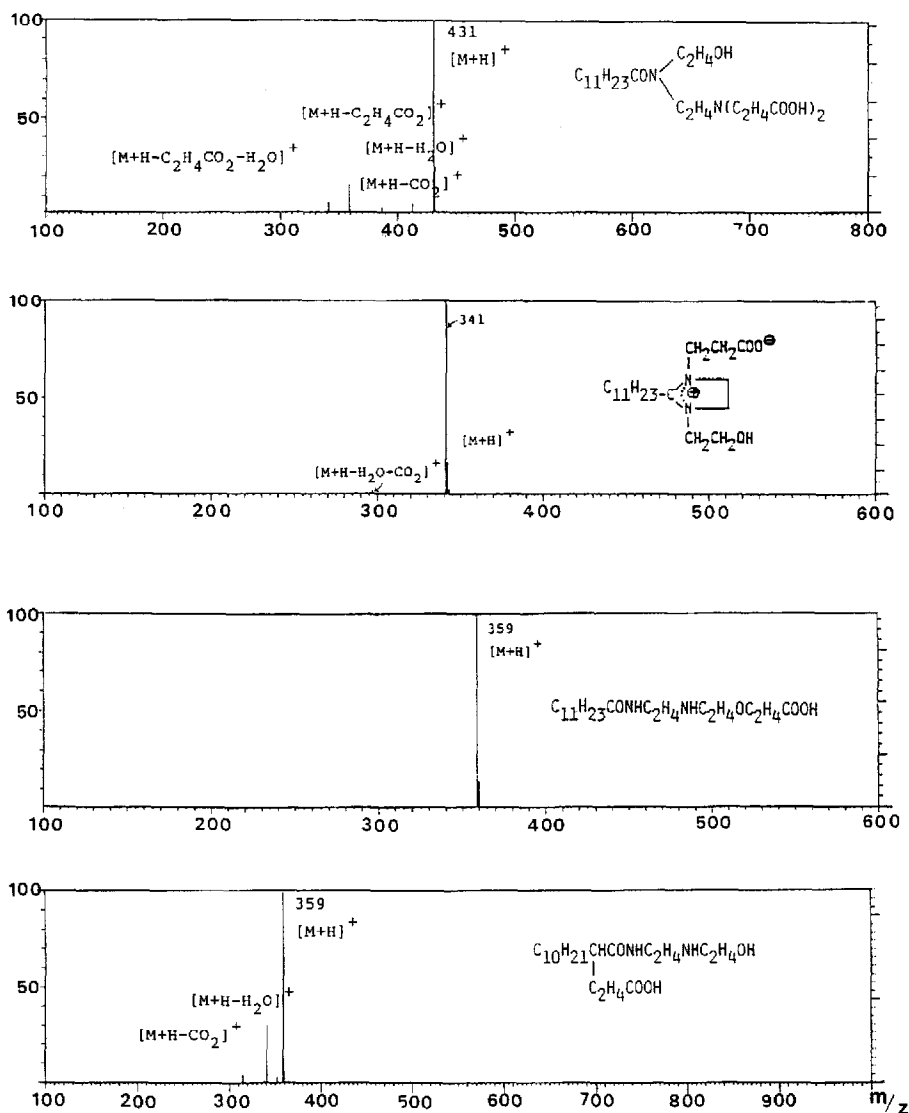 100
431
[M+H]+
C2H4OH
C11H23CON
C2H4N(C2H4COOH)2
[M+H-C2H4CO2]+
50
[M+H-H2O]+
[M+H-C2H4CO2-H2O]+
[M+H-CO2]+
100 200 300 400 500 600 700 800
100
341
CH2CH2COO⊖
N
50
C11H23-C ⊕
N
[M+H]+
CH2CH2OH
[M+H-H2O-CO2]+
100 200 300 400 500 600
100
359
[M+H]+
50
C11H23CONHC2H4NHC2H4OC2H4COOH
100 200 300 400 500 600
100
359
[M+H]+
C10H21CHCONHC2H4NHC2H4OH
50
C2H4COOH
[M+H-H2O]+
[M+H-CO2]+
100 200 300 400 500 600 700 800 900 m/z